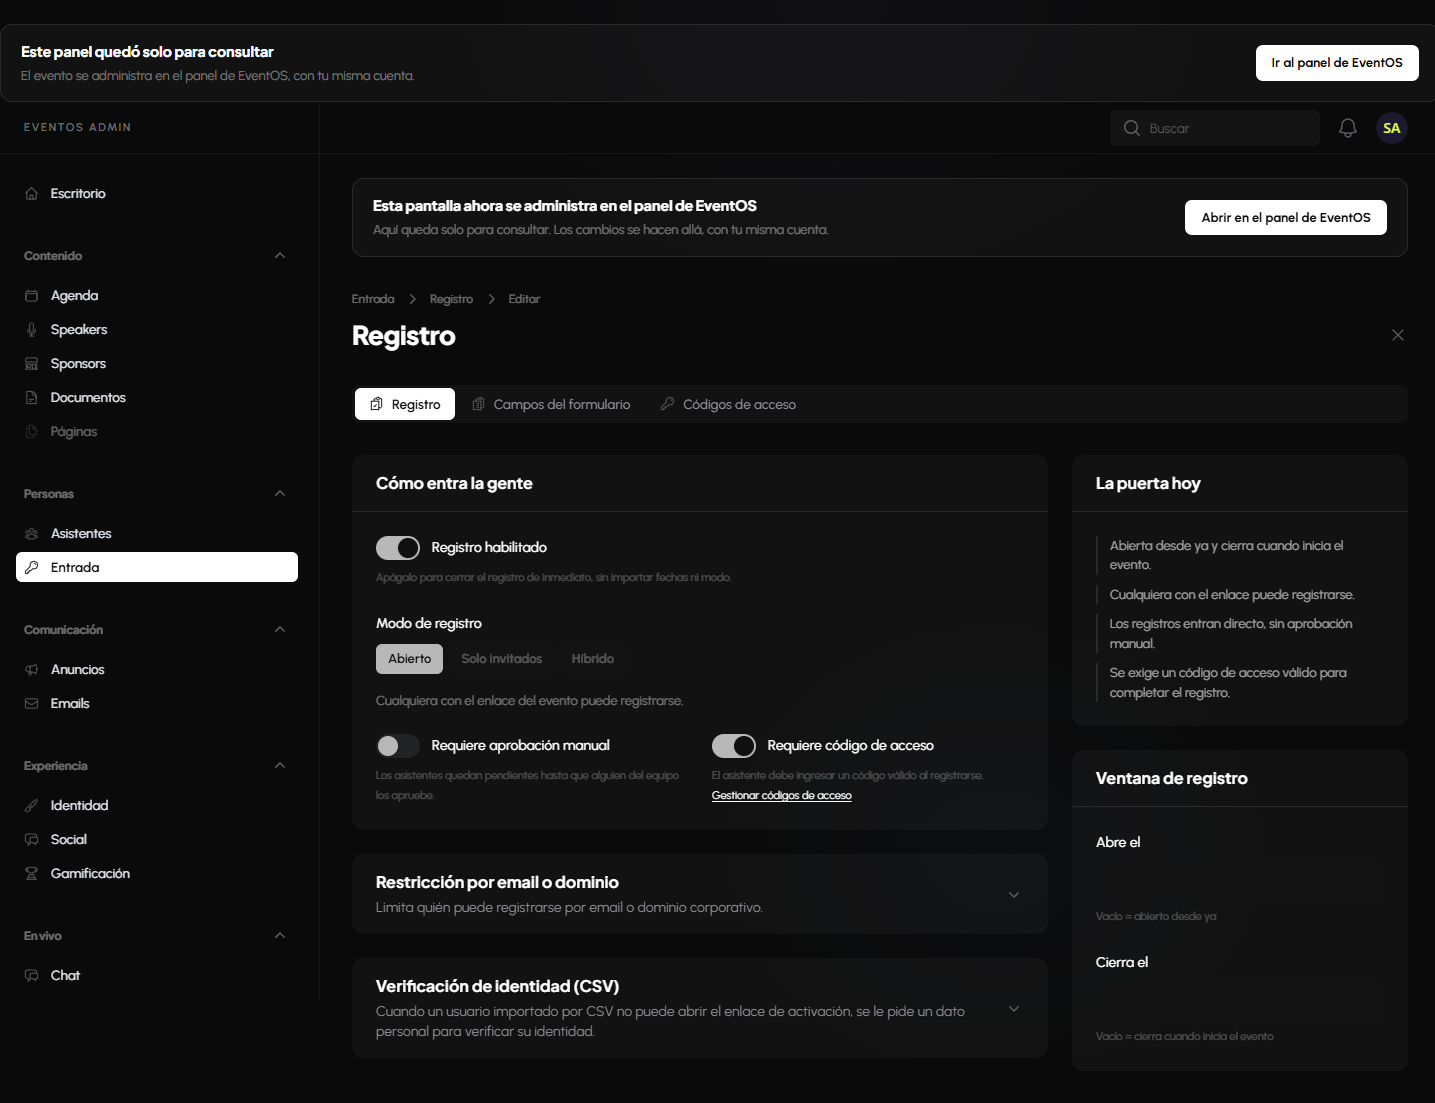 Este panel quedó solo para consultar
El evento se administra en el panel de EventOS, con tu misma cuenta.
Ir al panel de EventOS
EVENTOS ADMIN
Buscar
SA
Escritorio
Contenido
Agenda
Speakers
Sponsors
Documentos
Páginas
Personas
Asistentes
Entrada
Comunicación
Anuncios
Emails
Experiencia
Identidad
Social
Gamificación
En vivo
Chat
Esta pantalla ahora se administra en el panel de EventOS
Aquí queda solo para consultar. Los cambios se hacen allá, con tu misma cuenta.
Abrir en el panel de EventOS
Entrada > Registro > Editar
Registro
Registro
Campos del formulario
Códigos de acceso
Cómo entra la gente
Registro habilitado
Apágalo para cerrar el registro de inmediato, sin importar fechas ni modo.
Modo de registro
Abierto
Solo invitados
Híbrido
Cualquiera con el enlace del evento puede registrarse.
Requiere aprobación manual
Los asistentes quedan pendientes hasta que alguien del equipo
los apruebe.
Requiere código de acceso
El asistente debe ingresar un código válido al registrarse.
Gestionar códigos de acceso
Restricción por email o dominio
Limita quién puede registrarse por email o dominio corporativo.
Verificación de identidad (CSV)
Cuando un usuario importado por CSV no puede abrir el enlace de activación, se le pide un dato
personal para verificar su identidad.
La puerta hoy
Abierta desde ya y cierra cuando inicia el
evento.
Cualquiera con el enlace puede registrarse.
Los registros entran directo, sin aprobación
manual.
Se exige un código de acceso válido para
completar el registro.
Ventana de registro
Abre el
Vacío = abierto desde ya
Cierra el
Vacío = cierra cuando inicia el evento